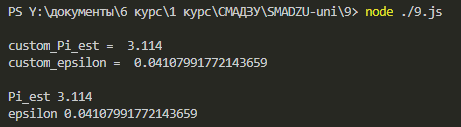 PS Y:\документы\6 курс\1 курс\СМАДЗУ\SMADZU-uni\9> node ./9.js
custom_Pi_est =  3.114
custom_epsilon =  0.04107991772143659
Pi_est 3.114
epsilon 0.04107991772143659